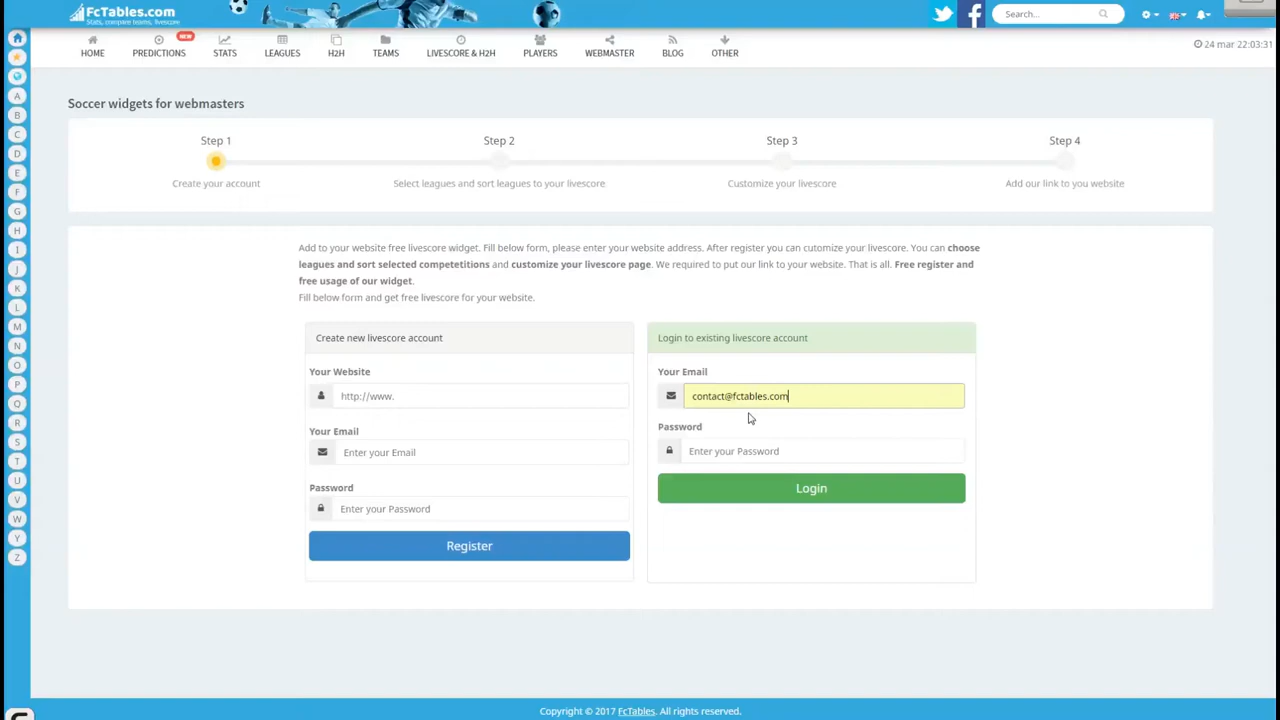 FcTables.com
Stats, compare teams, livescore
Search...
HOME
PREDICTIONS
NEW
STATS
LEAGUES
H2H
TEAMS
LIVESCORE & H2H
PLAYERS
WEBMASTER
BLOG
OTHER
24 mar 22:03:31
A
B
C
D
E
F
G
H
I
J
K
L
M
N
O
P
Q
R
S
T
U
V
W
Y
Z
Soccer widgets for webmasters
Step 1
Step 2
Step 3
Step 4
Create your account
Select leagues and sort leagues to your livescore
Customize your livescore
Add our link to you website
Add to your website free livescore widget. Fill below form, please enter your website address. After register you can cutomize your livescore. You can choose
leagues and sort selected competetitions and customize your livescore page. We required to put our link to your website. That is all. Free register and
free usage of our widget.
Fill below form and get free livescore for your website.
Create new livescore account
Your Website
http://www.
Your Email
Enter your Email
Password
Enter your Password
Register
Login to existing livescore account
Your Email
contact@fctables.com
Password
Enter your Password
Login
Copyright © 2017 FcTables. All rights reserved.